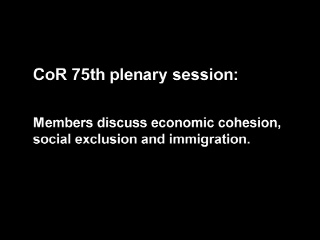 CoR 75th plenary session:
Members discuss economic cohesion,
social exclusion and immigration.